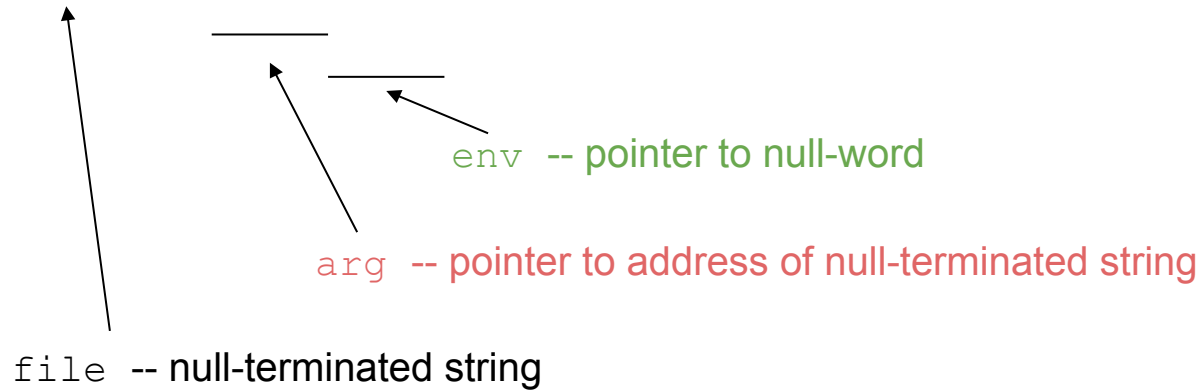 env -- pointer to null-word
arg -- pointer to address of null-terminated string
file -- null-terminated string